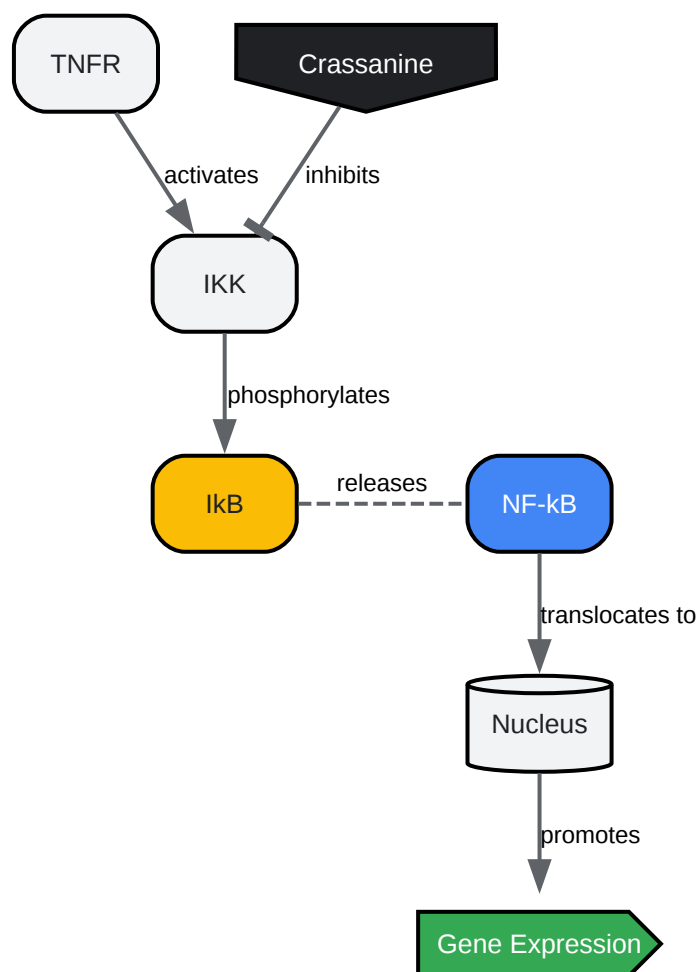 TNFR
Crassanine
activates
inhibits
IKK
phosphorylates
IkB
releases
NF-kB
translocates to
Nucleus
promotes
Gene Expression